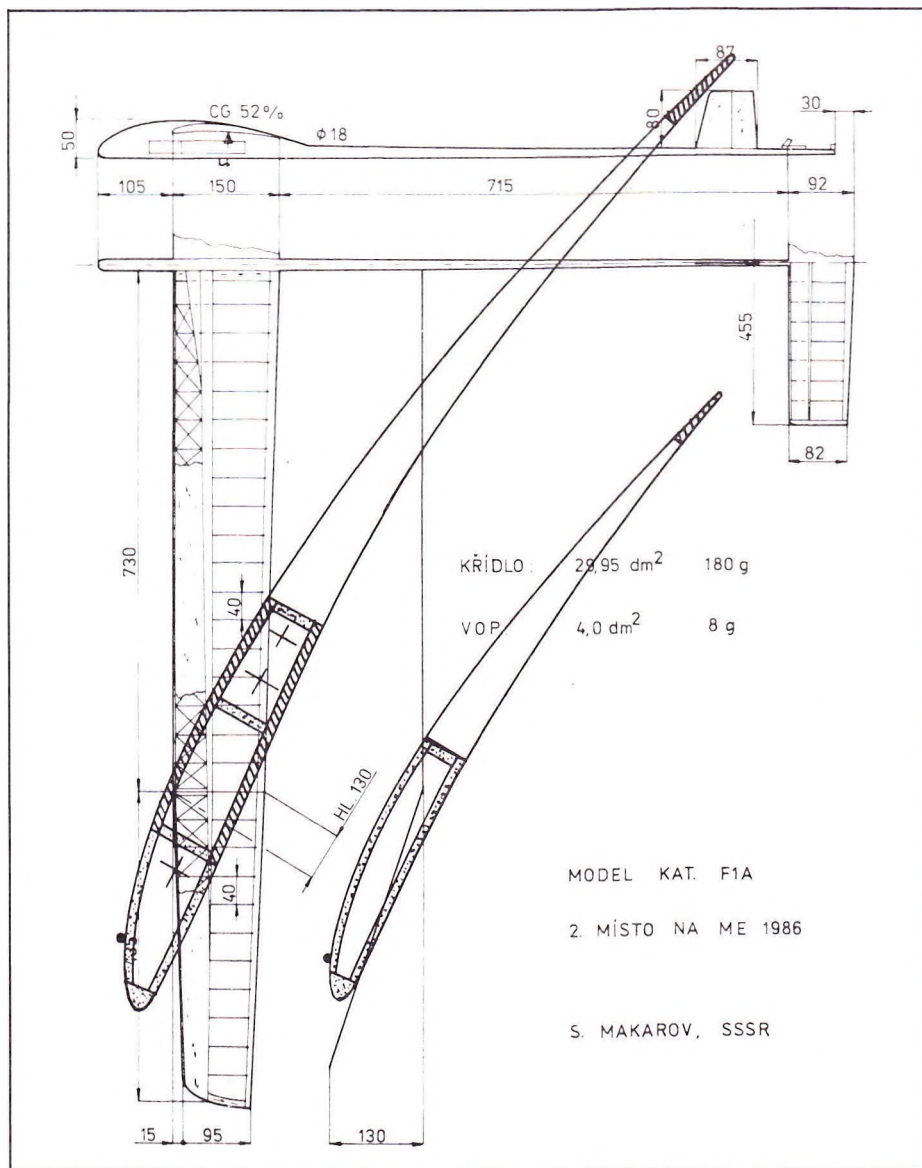 87
CG 52%
ϕ18
80
30
50
105
150
715
92
455
82
730
40
KŘÍDLO: 29,95 dm² 180 g
VOP. 4,0 dm² 8 g
HL 130
MODEL KAT. F1A
40
2. MÍSTO NA ME 1986
S. MAKAROV, SSSR
15
95
130